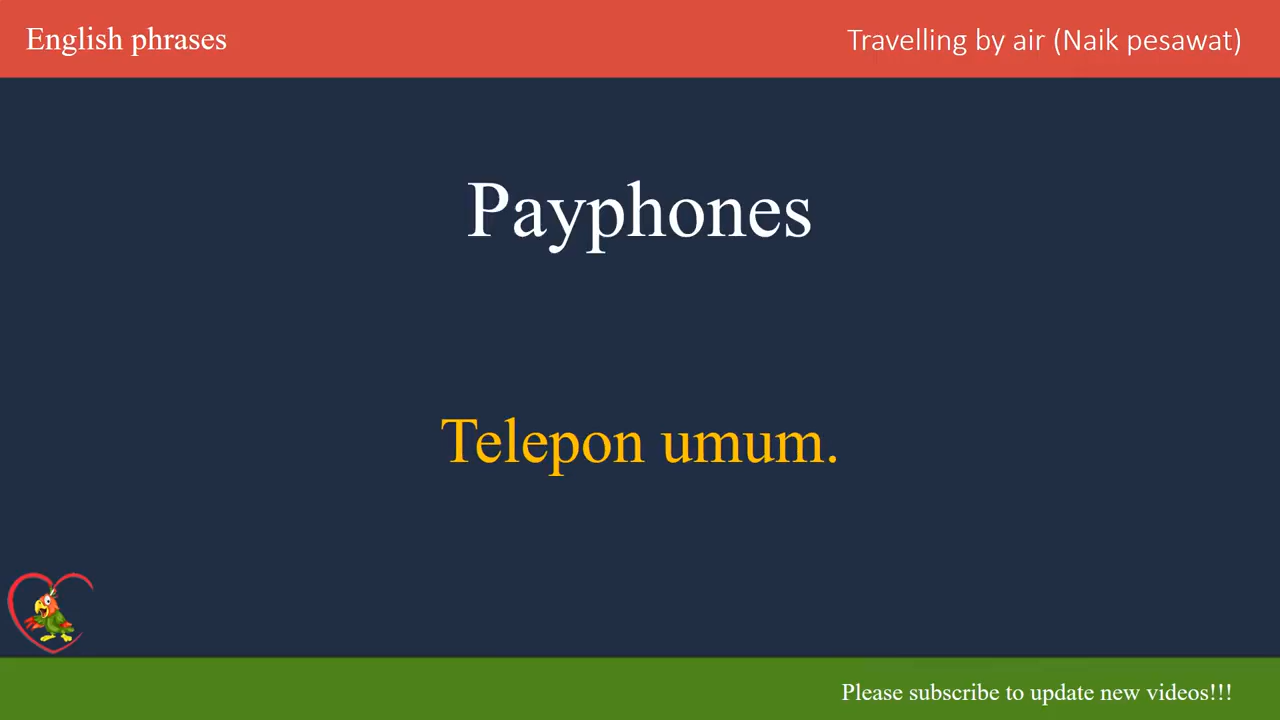 English phrases
Travelling by air (Naik pesawat)
Payphones
Telepon umum.
Please subscribe to update new videos!!!